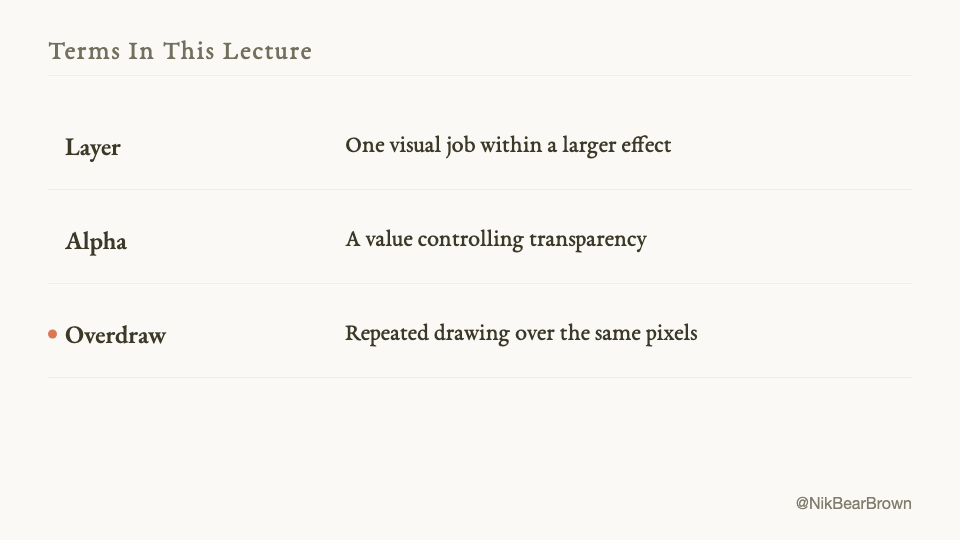 Terms In This Lecture
Layer
One visual job within a larger effect
Alpha
A value controlling transparency
Overdraw
Repeated drawing over the same pixels
@NikBearBrown